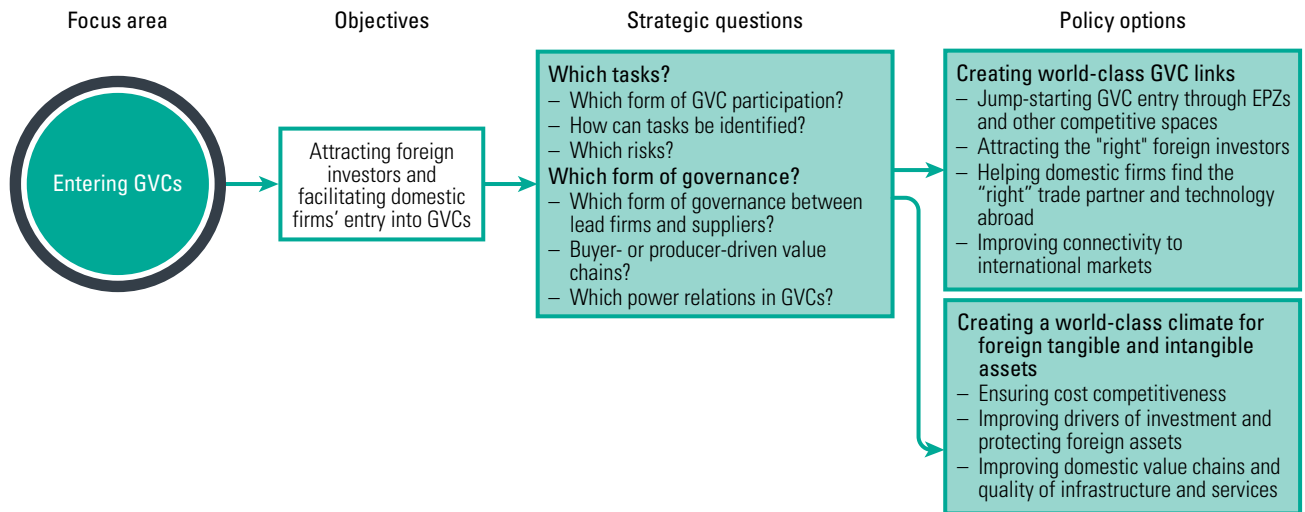 Focus area
Objectives
Strategic questions
Policy options
Entering GVCs
Attracting foreign
investors and
facilitating domestic
firms’ entry into GVCs
Which tasks?
– Which form of GVC participation?
– How can tasks be identified?
– Which risks?
Which form of governance?
– Which form of governance between
lead firms and suppliers?
– Buyer- or producer-driven value
chains?
– Which power relations in GVCs?
Creating world-class GVC links
– Jump-starting GVC entry through EPZs
and other competitive spaces
– Attracting the "right" foreign investors
– Helping domestic firms find the
“right” trade partner and technology
abroad
– Improving connectivity to
international markets
Creating a world-class climate for
foreign tangible and intangible
assets
– Ensuring cost competitiveness
– Improving drivers of investment and
protecting foreign assets
– Improving domestic value chains and
quality of infrastructure and services